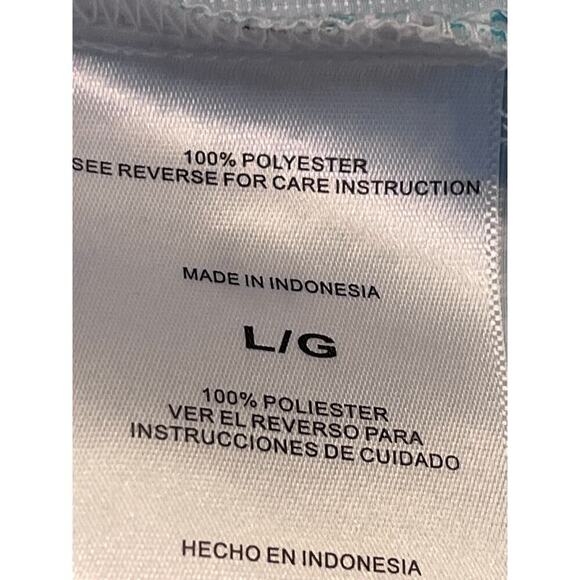 100% POLYESTER
SEE REVERSE FOR CARE INSTRUCTION
MADE IN INDONESIA
L/G
100% POLIESTER
VER EL REVERSO PARA
INSTRUCCIONES DE CUIDADO
HECHO EN INDONESIA